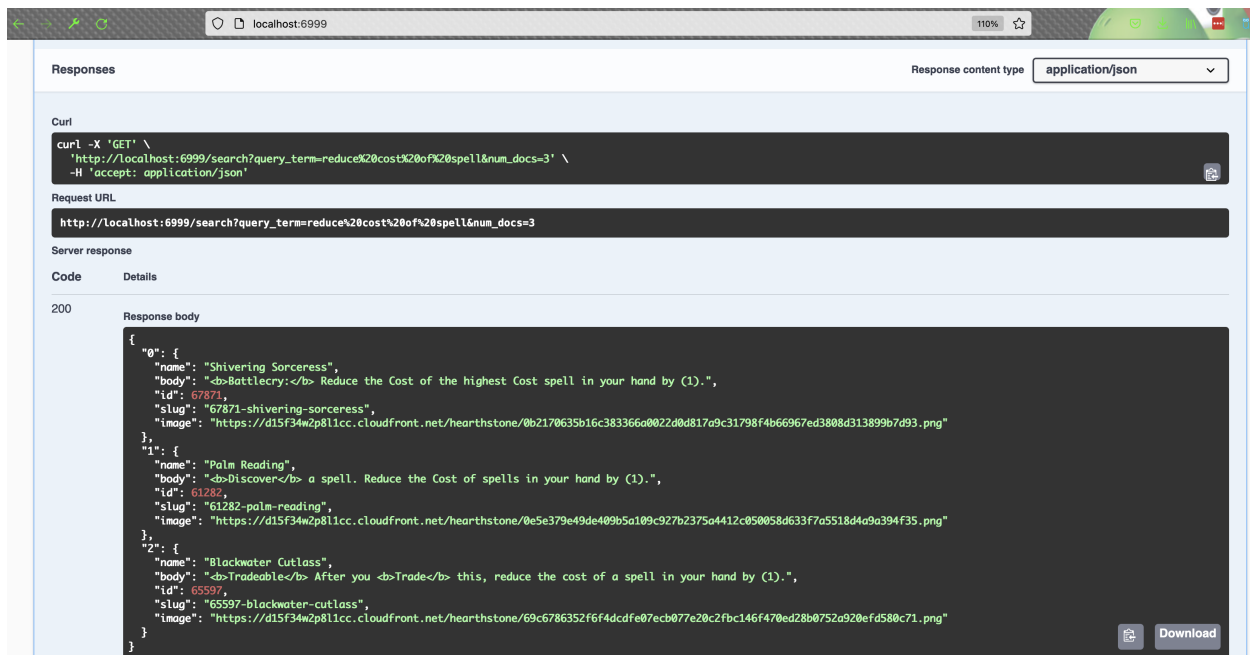 localhost:6999
110%
Responses
Response content type
application/json
Curl
curl -X 'GET' \
'http://localhost:6999/search?query_term=reduce%20cost%20of%20spell&num_docs=3' \
-H 'accept: application/json'
Request URL
http://localhost:6999/search?query_term=reduce%20cost%20of%20spell&num_docs=3
Server response
Code
Details
200
Response body
{
"0": {
"name": "Shivering Sorceress",
"body": "<b>Battlecry:</b> Reduce the Cost of the highest Cost spell in your hand by (1).",
"id": 67871,
"slug": "67871-shivering-sorceress",
"image": "https://d15f34w2p8l1cc.cloudfront.net/hearthstone/0b2170635b16c383366a0022d0d817a9c31798f4b66967ed3808d313899b7d93.png"
},
"1": {
"name": "Palm Reading",
"body": "<b>Discover</b> a spell. Reduce the Cost of spells in your hand by (1).",
"id": 61282,
"slug": "61282-palm-reading",
"image": "https://d15f34w2p8l1cc.cloudfront.net/hearthstone/0e5e379e49de409b5a109c927b2375a4412c050058d633f7a5518d4a9a394f35.png"
},
"2": {
"name": "Blackwater Cutlass",
"body": "<b>Tradeable</b> After you <b>Trade</b> this, reduce the cost of a spell in your hand by (1).",
"id": 65597,
"slug": "65597-blackwater-cutlass",
"image": "https://d15f34w2p8l1cc.cloudfront.net/hearthstone/69c6786352f6f4dcdfe07ecb077e20c2fbc146f470ed28b0752a920efd580c71.png"
}
}
Download